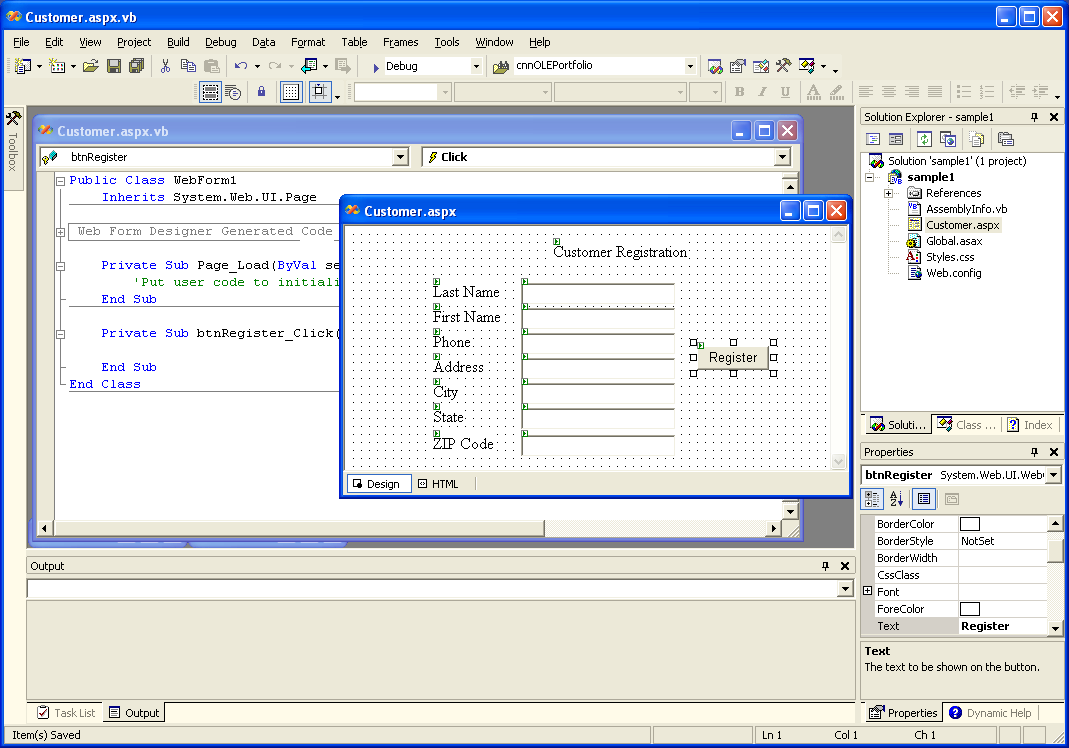 Customer.aspx.vb
File Edit View Project Build Debug Data Format Table Frames Tools Window Help
Debug cnnOLEPortfolio
B I U A
Toolbox
Customer.aspx.vb
btnRegister Click
Public Class WebForm1
Inherits System.Web.UI.Page
Web Form Designer Generated Code
Private Sub Page_Load(ByVal se
'Put user code to initiali
End Sub
Private Sub btnRegister_Click(
End Sub
End Class
Customer.aspx
Customer Registration
Last Name
First Name
Phone
Address
City
State
ZIP Code
Register
Design HTML
Solution Explorer - sample1
Solution 'sample1' (1 project)
sample1
References
AssemblyInfo.vb
Customer.aspx
Global.asax
Styles.css
Web.config
Soluti... Class ... Index
Properties
btnRegister System.Web.UI.Web
BorderColor
BorderStyle NotSet
BorderWidth
CssClass
Font
ForeColor
Text Register
Text
The text to be shown on the button.
Properties Dynamic Help
Output
Task List Output
Item(s) Saved Ln 1 Col 1 Ch 1